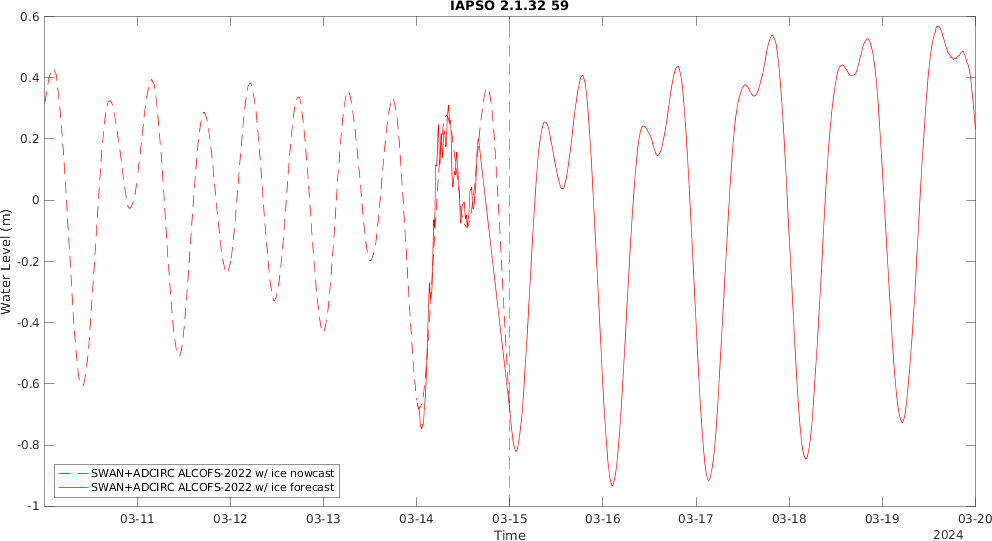 IAPSO 2.1.32 59
0.6
0.4
0.2
0
-0.2
-0.4
-0.6
-0.8
-1
Water Level (m)
SWAN+ADCIRC ALCOFS-2022 w/ ice nowcast
SWAN+ADCIRC ALCOFS-2022 w/ ice forecast
03-11 03-12 03-13 03-14 03-15 03-16 03-17 03-18 03-19 03-20
Time
2024